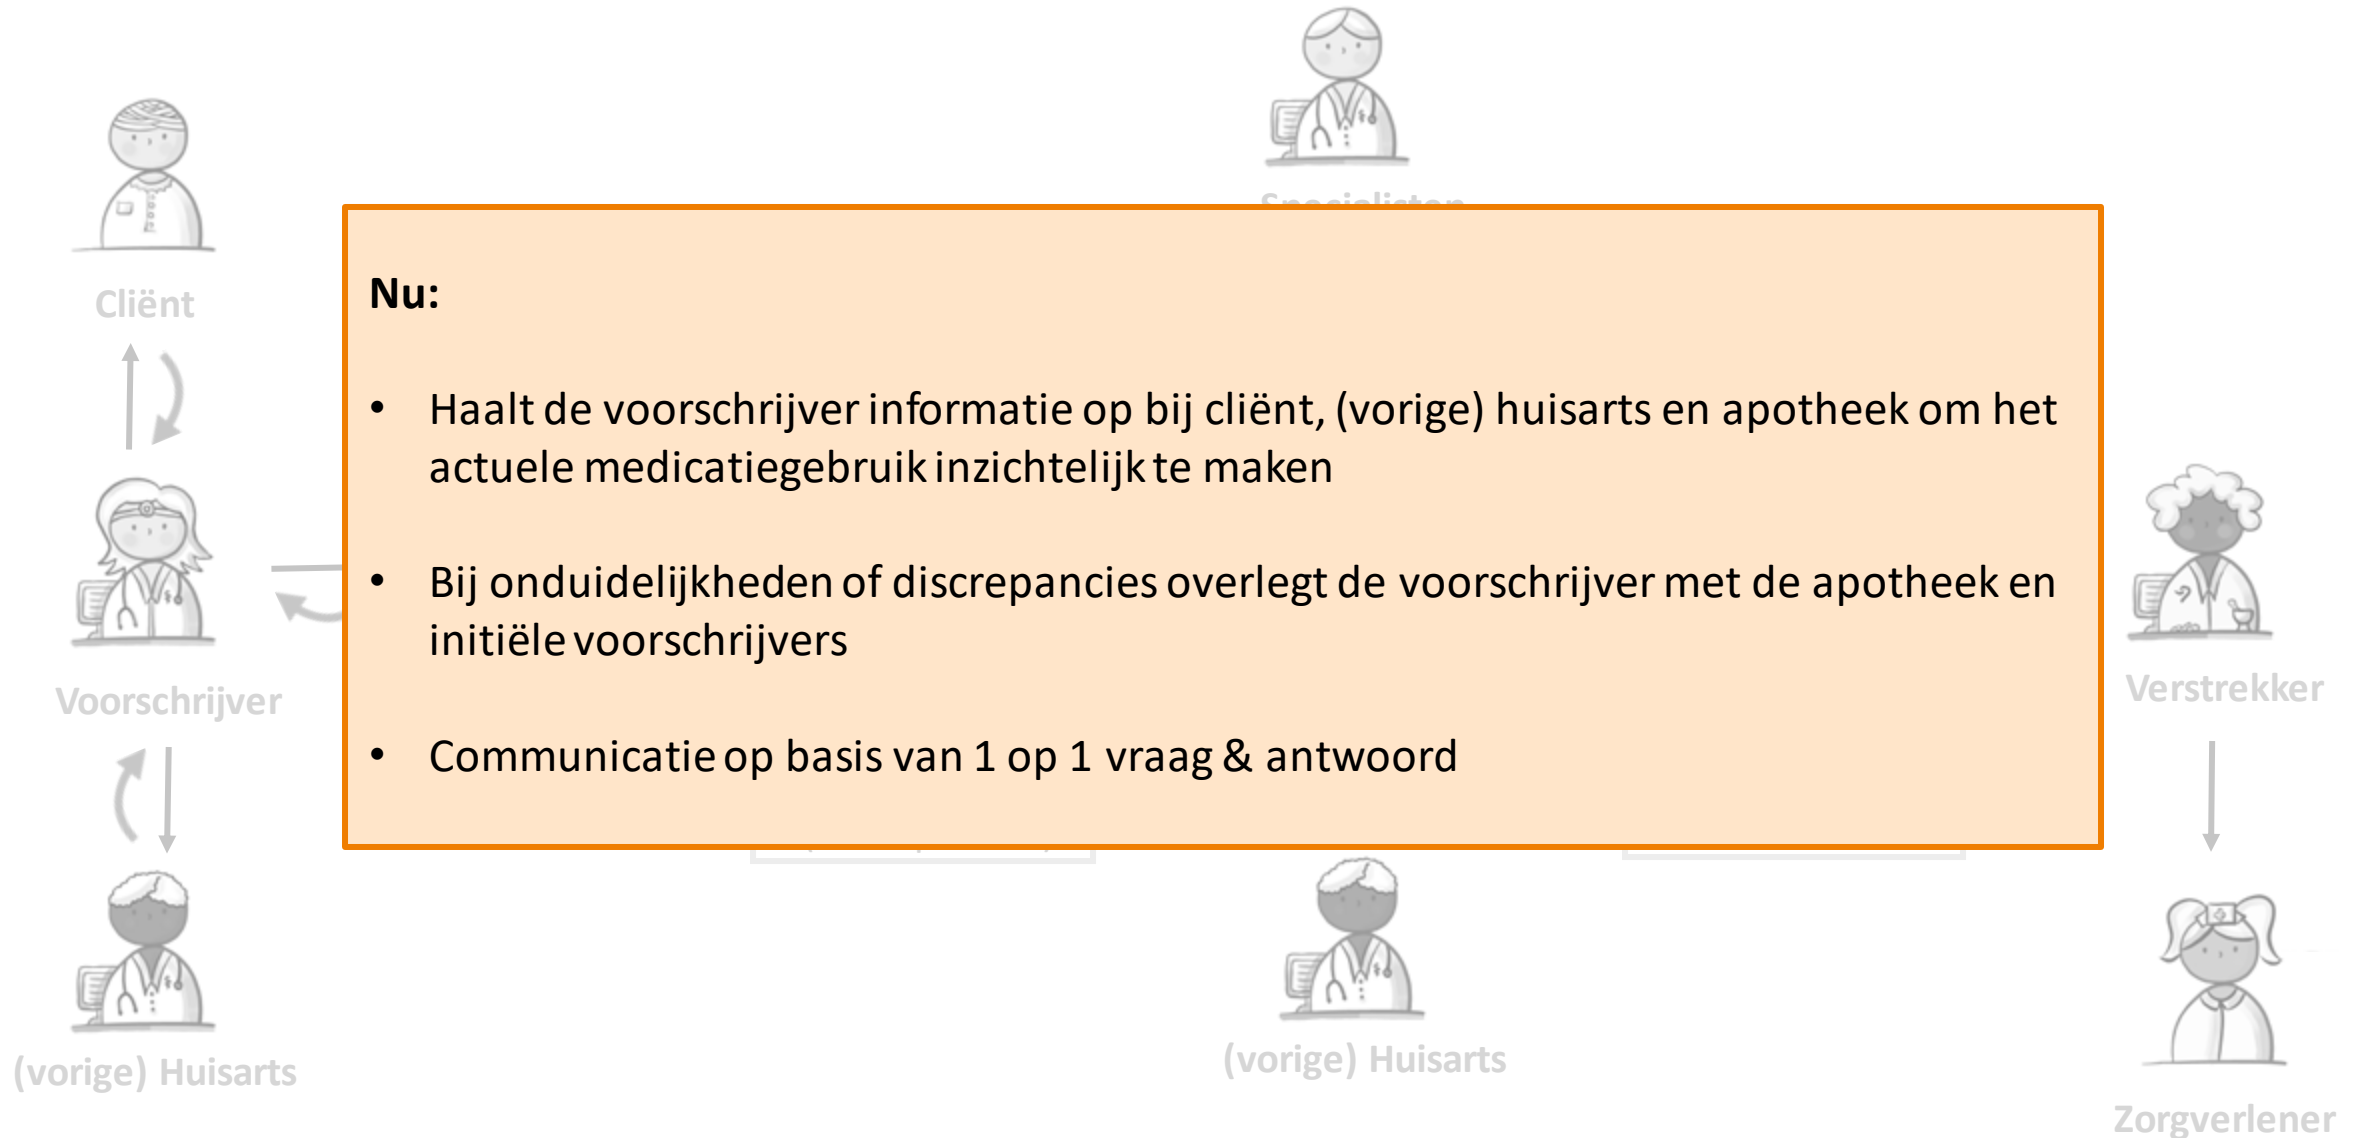 Specialisten
Cliënt
Nu:
• Haalt de voorschrijver informatie op bij cliënt, (vorige) huisarts en apotheek om het
actuele medicatiegebruik inzichtelijk te maken
• Bij onduidelijkheden of discrepancies overlegt de voorschrijver met de apotheek en
initiële voorschrijvers
• Communicatie op basis van 1 op 1 vraag & antwoord
Voorschrijver
Verstrekker
(vorige) Huisarts
(vorige) Huisarts
Zorgverlener